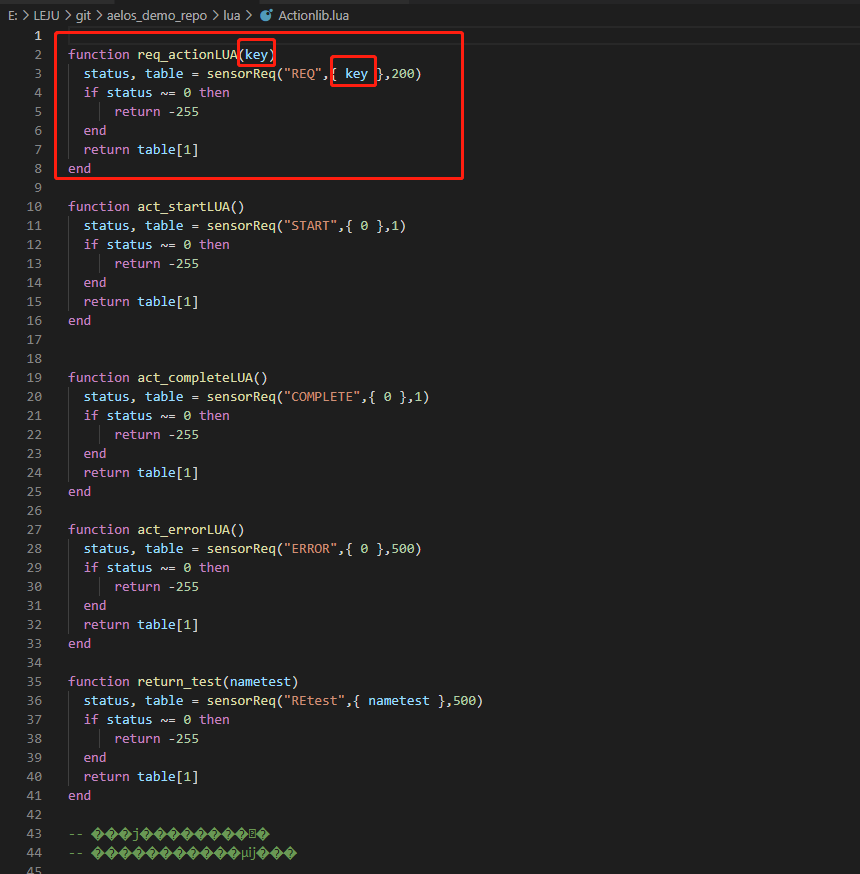 E: > LEJU > git > aelos_demo_repo > lua > Actionlib.lua
1
2 function req_actionLUA(key)
3 status, table = sensorReq("REQ",{ key },200)
4 if status ~= 0 then
5 return -255
6 end
7 return table[1]
8 end
9
10 function act_startLUA()
11 status, table = sensorReq("START",{ 0 },1)
12 if status ~= 0 then
13 return -255
14 end
15 return table[1]
16 end
17
18
19 function act_completeLUA()
20 status, table = sensorReq("COMPLETE",{ 0 },1)
21 if status ~= 0 then
22 return -255
23 end
24 return table[1]
25 end
26
27 function act_errorLUA()
28 status, table = sensorReq("ERROR",{ 0 },500)
29 if status ~= 0 then
30 return -255
31 end
32 return table[1]
33 end
34
35 function return_test(nametest)
36 status, table = sensorReq("REtest",{ nametest },500)
37 if status ~= 0 then
38 return -255
39 end
40 return table[1]
41 end
42
43 --
44 --
45